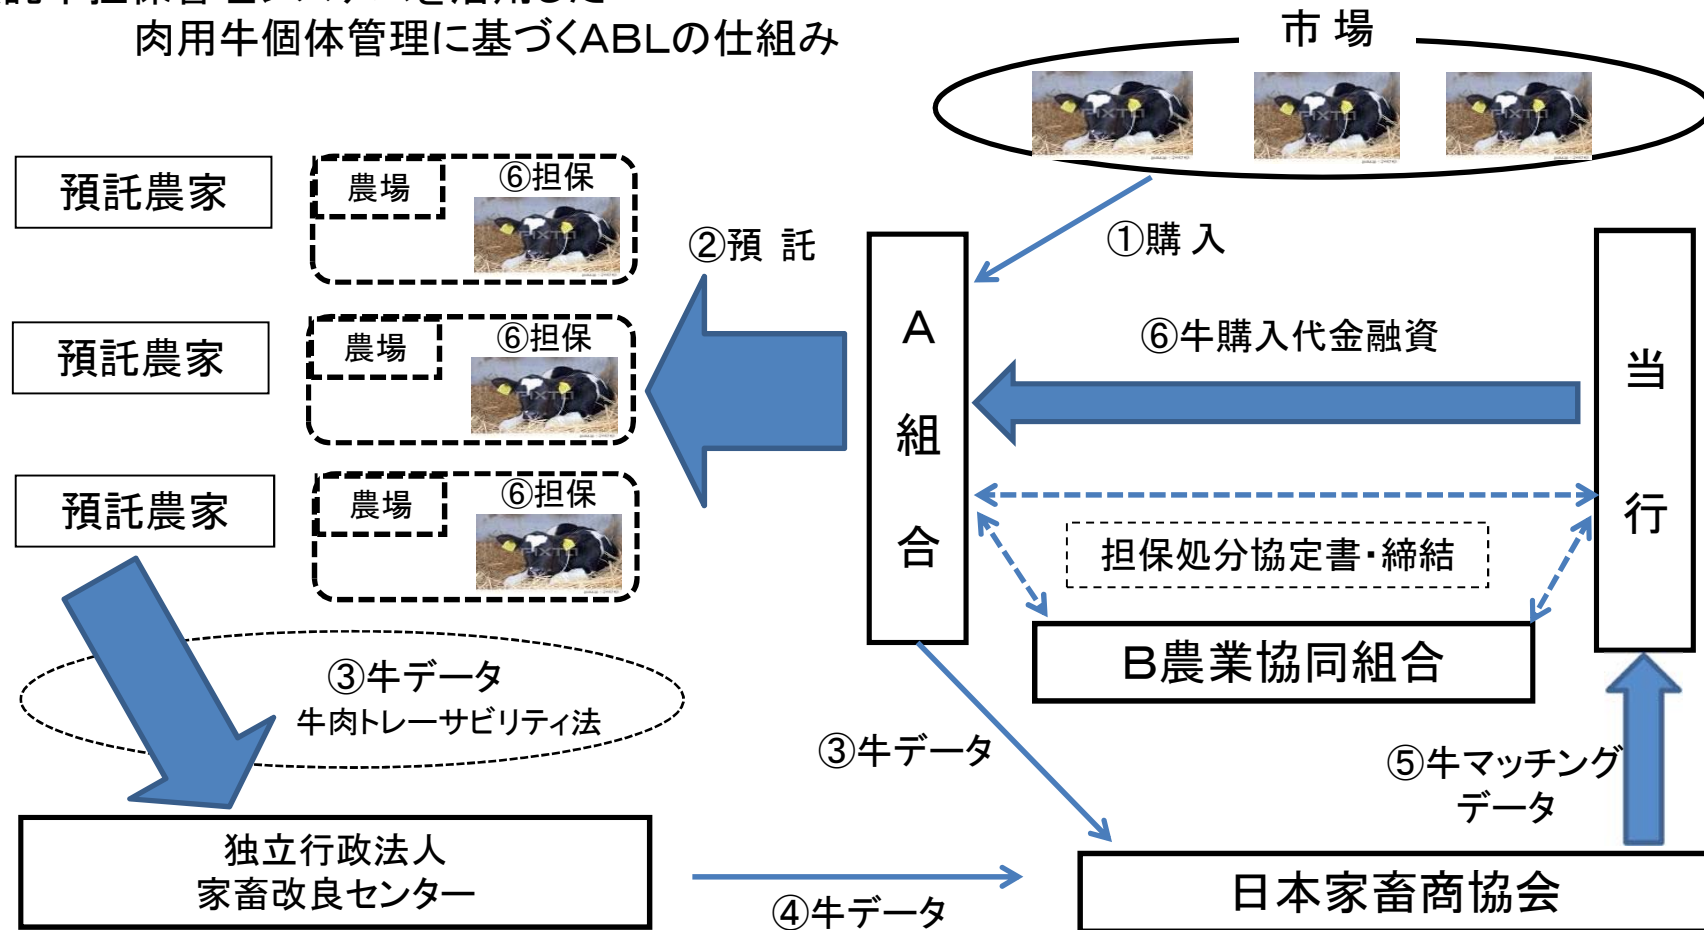 肉用牛個体管理に基づくABLの仕組み
市 場
預託農家
農場
⑥担保
②預 託
①購 入
預託農家
農場
⑥担保
A組合
⑥牛購入代金融資
当行
預託農家
農場
⑥担保
担保処分協定書・締結
B農業協同組合
③牛データ
牛肉トレーサビリティ法
③牛データ
⑤牛マッチング
データ
独立行政法人
家畜改良センター
④牛データ
日本家畜商協会